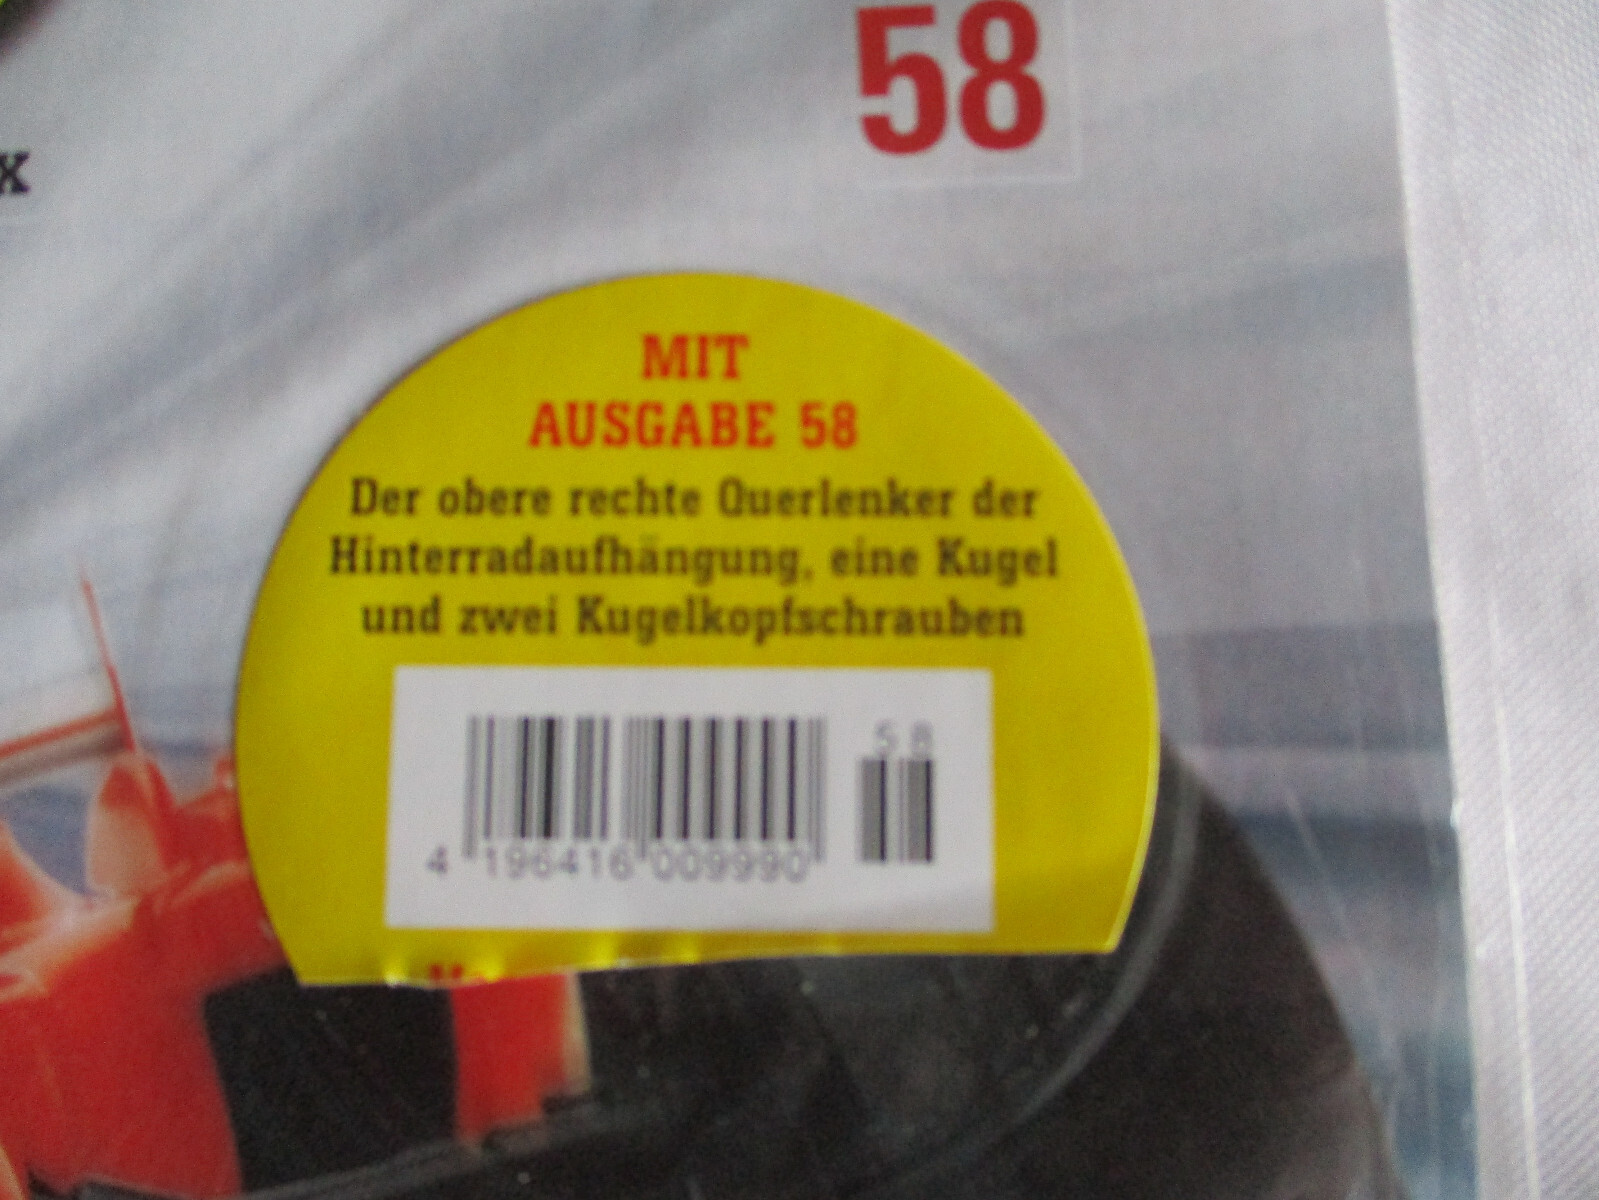 58
x
MIT
AUSGABE 58
Der obere rechte Querlenker der
Hinterradaufhängung, eine Kugel
und zwei Kugelkopfschrauben
58
4 196416 009990